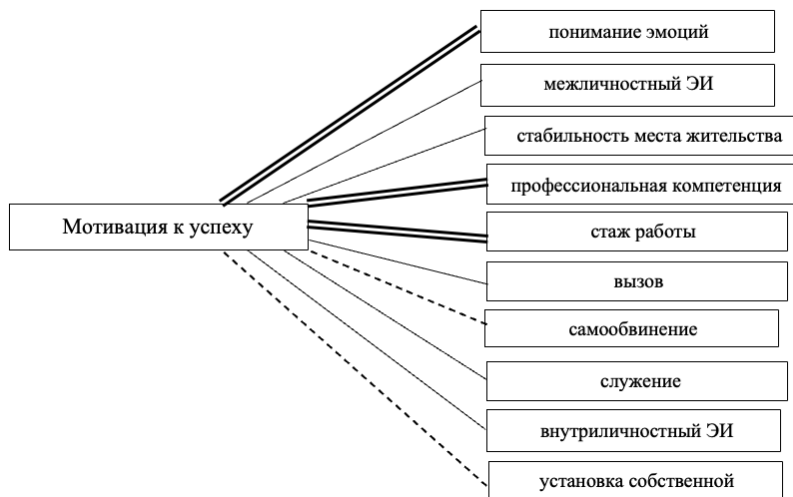 понимание эмоций
межличностный ЭИ
стабильность места жительства
профессиональная компетенция
Мотивация к успеху
стаж работы
вызов
самообвинение
служение
внутриличностный ЭИ
установка собственной